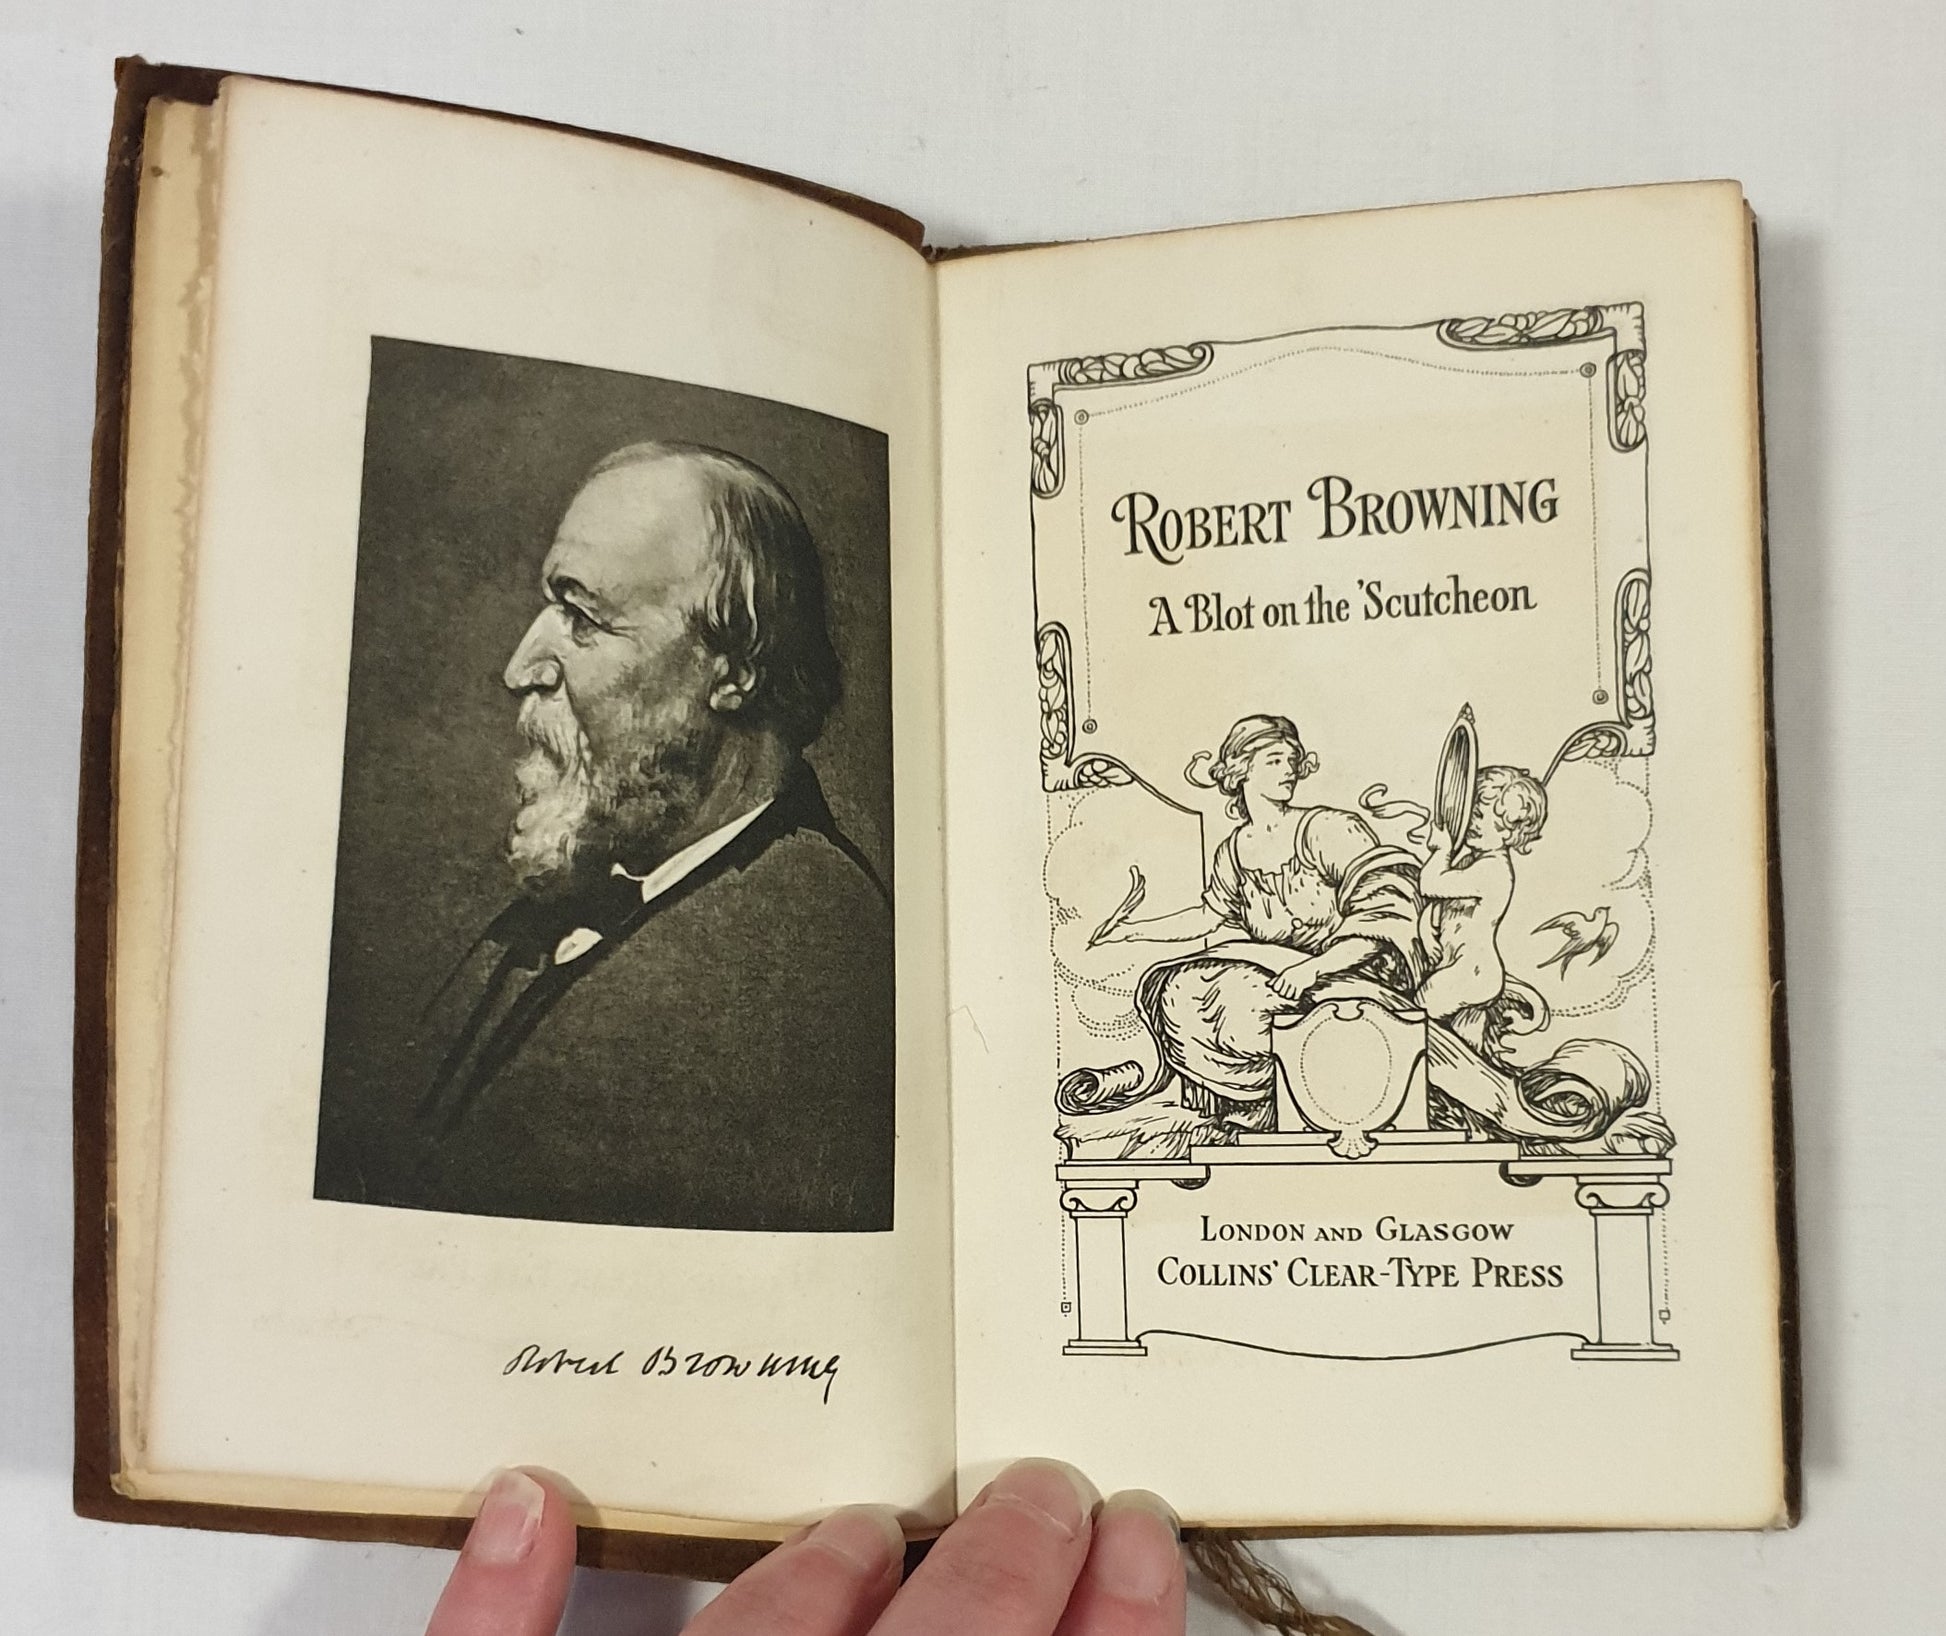 Robert Browning
ROBERT BROWNING
A Blot on the 'Scutcheon
LONDON AND GLASGOW
COLLINS' CLEAR-TYPE PRESS